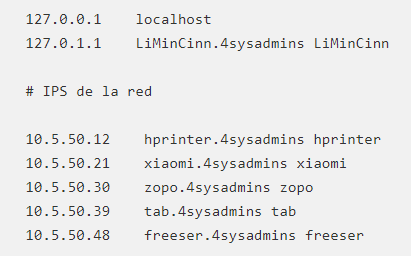 127.0.0.1 localhost
127.0.1.1 LiMinCinn.4sysadmins LiMinCinn
# IPS de la red
10.5.50.12 hprinter.4sysadmins hprinter
10.5.50.21 xiaomi.4sysadmins xiaomi
10.5.50.30 zopo.4sysadmins zopo
10.5.50.39 tab.4sysadmins tab
10.5.50.48 freeser.4sysadmins freeser